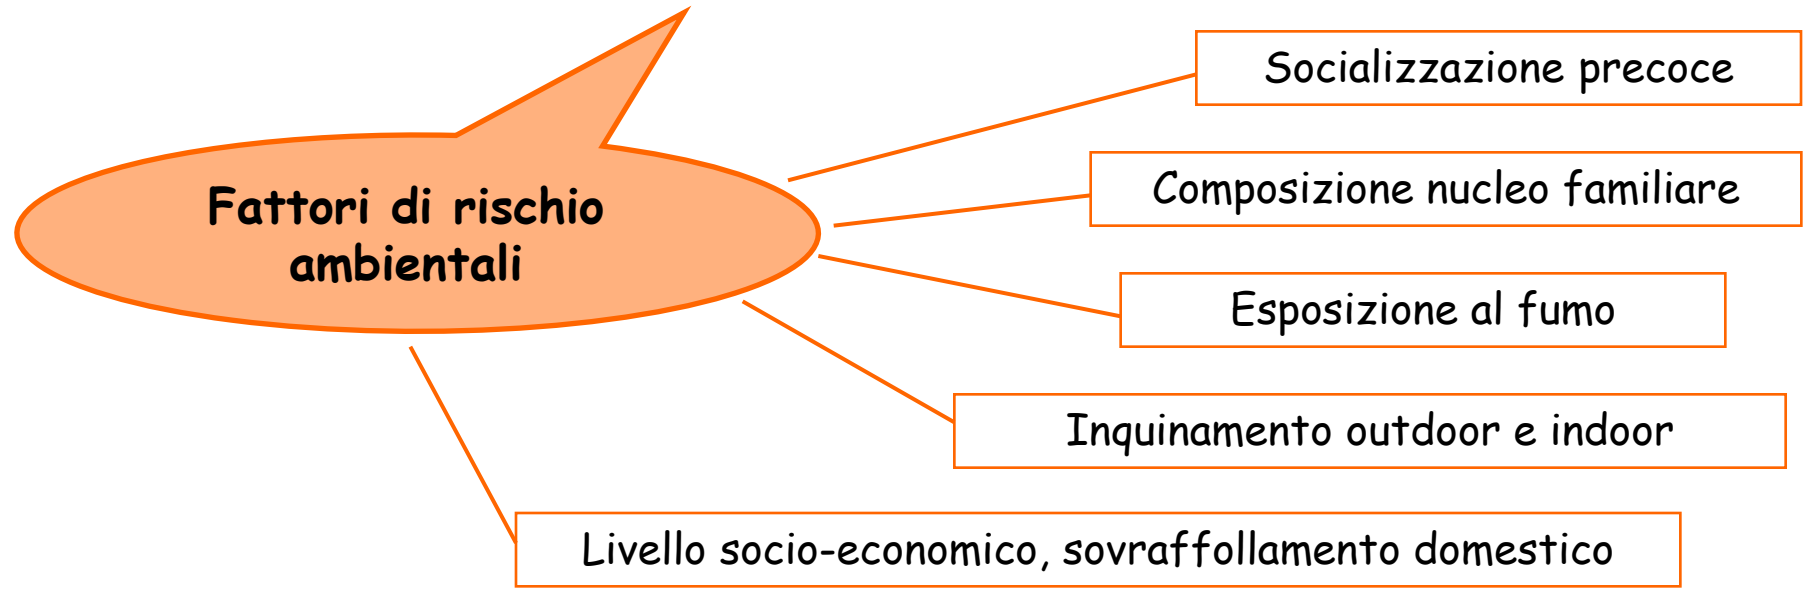 Fattori di rischio
ambientali
Socializzazione precoce
Composizione nucleo familiare
Esposizione al fumo
Inquinamento outdoor e indoor
Livello socio-economico, sovraffollamento domestico